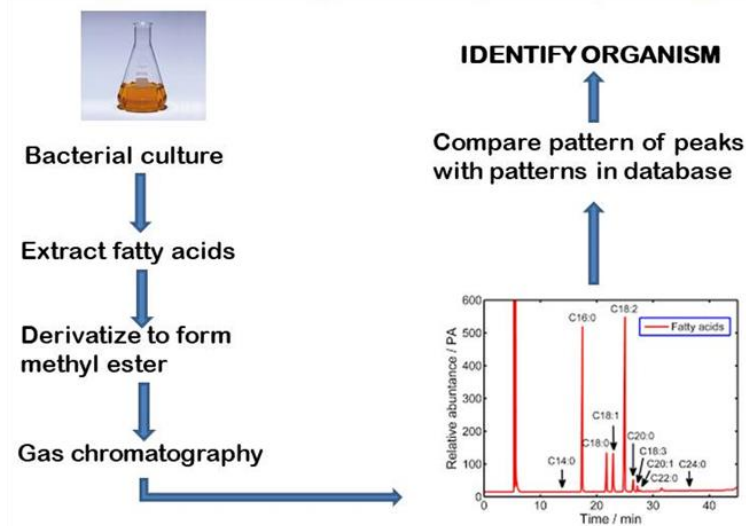 Bacterial culture
Extract fatty acids
Derivatize to form
methyl ester
Gas chromatography
IDENTIFY ORGANISM
Compare pattern of peaks
with patterns in database
600
500
400
300
200
100
0
Relative abuntance / PA
C16:0
C18:2
Fatty acids
C18:1
C18:0
C20:0
C18:3
C14:0
C20:1
C24:0
C22:0
0
10
20
30
40
Time / min